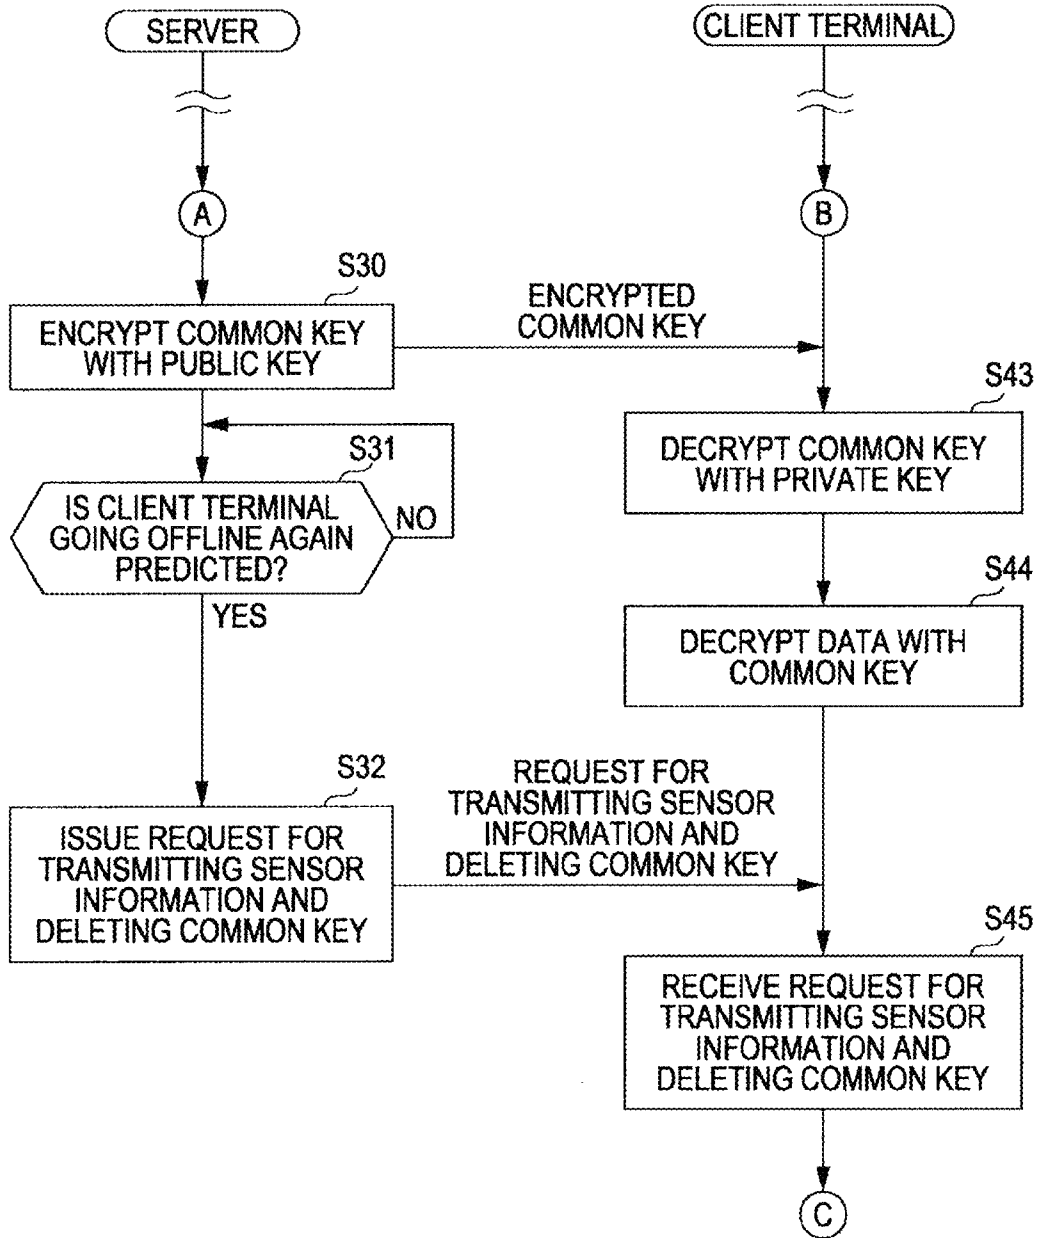 SERVER
CLIENT TERMINAL
A
B
S30
ENCRYPT COMMON KEY
WITH PUBLIC KEY
ENCRYPTED
COMMON KEY
S43
DECRYPT COMMON KEY
WITH PRIVATE KEY
S31
IS CLIENT TERMINAL
GOING OFFLINE AGAIN
PREDICTED?
NO
YES
S44
DECRYPT DATA WITH
COMMON KEY
S32
ISSUE REQUEST FOR
TRANSMITTING SENSOR
INFORMATION AND
DELETING COMMON KEY
REQUEST FOR
TRANSMITTING SENSOR
INFORMATION AND
DELETING COMMON KEY
S45
RECEIVE REQUEST FOR
TRANSMITTING SENSOR
INFORMATION AND
DELETING COMMON KEY
C